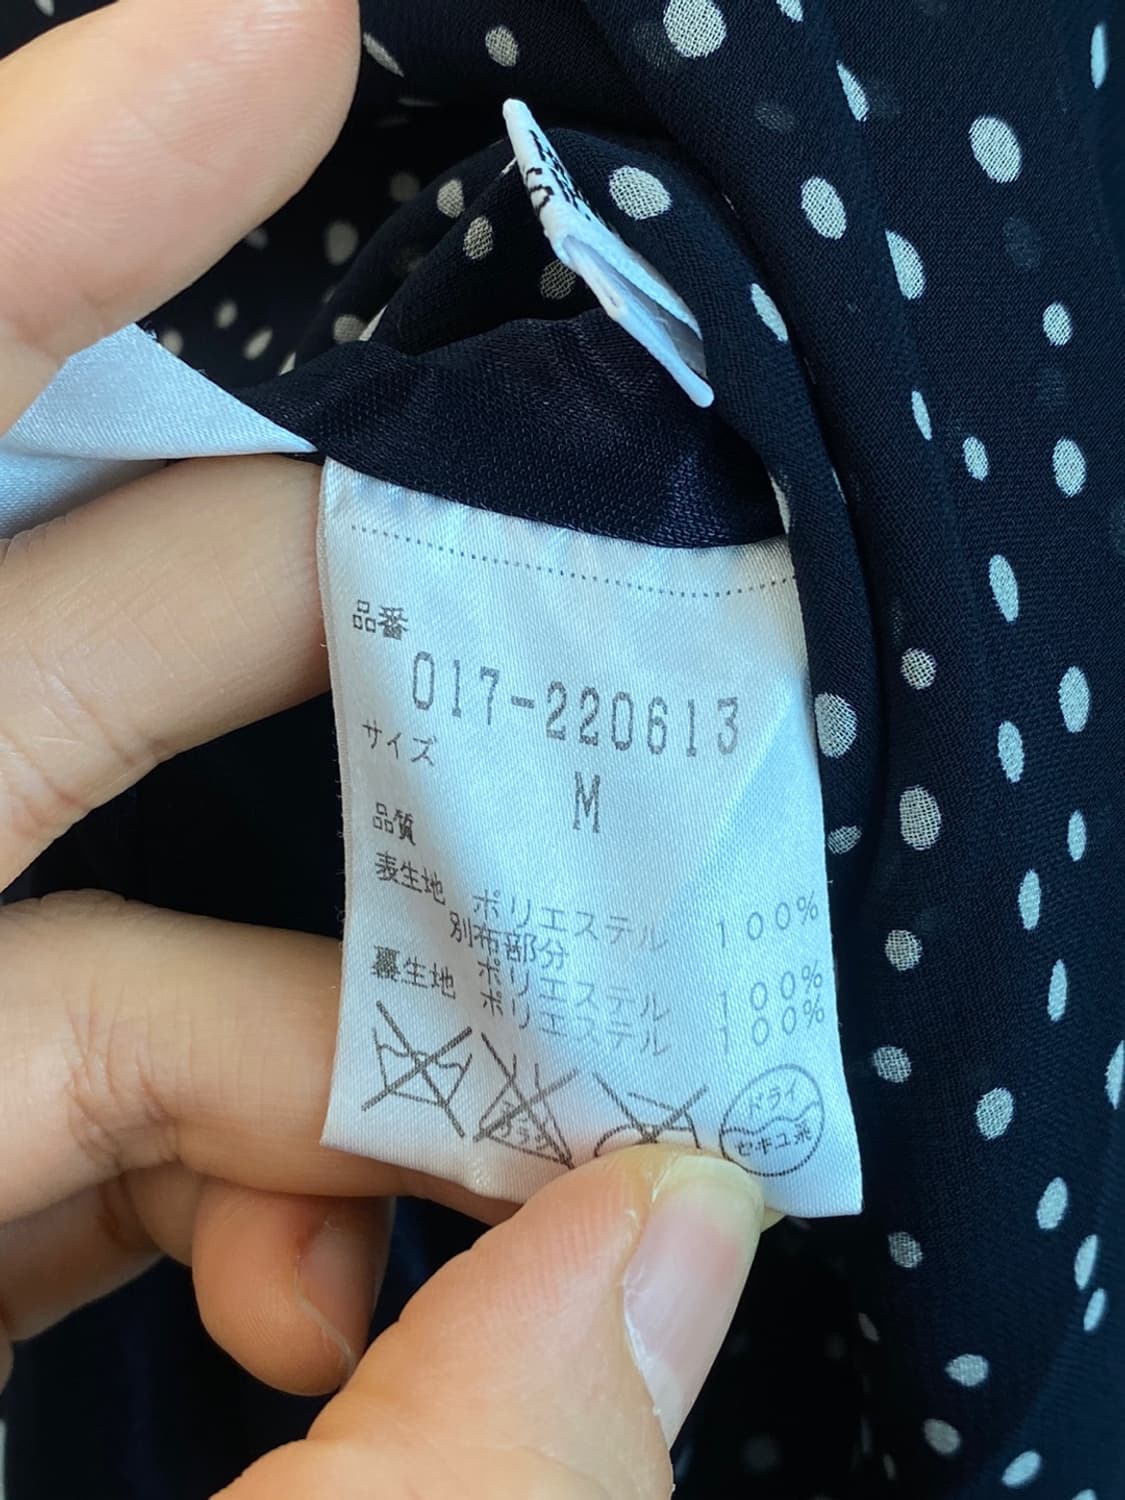 品番
017-220613
サイズ
M
品質
表生地 ポリエステル 100%
別布部分
ポリエステル 100%
裏生地 ポリエステル 100%
ドライ
セキユ系